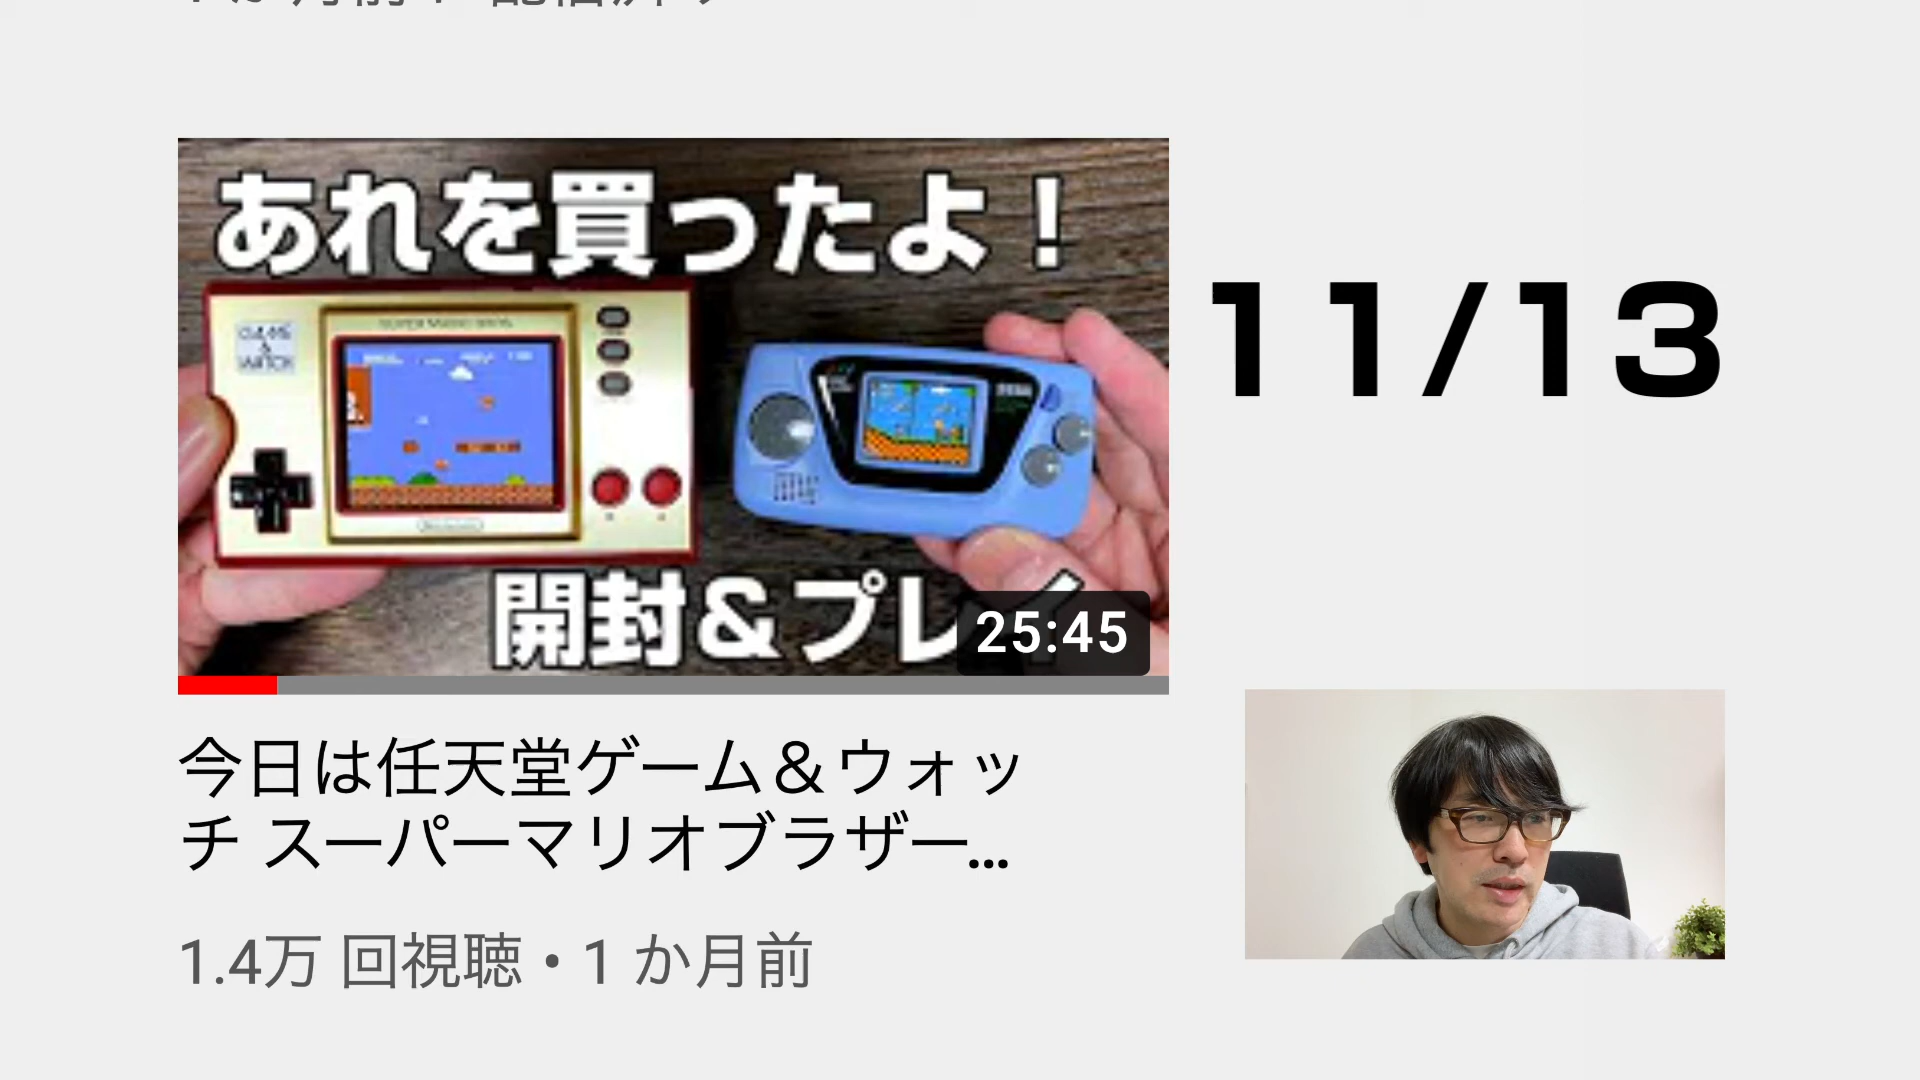 あれを買ったよ！
GAME
&
WATCH
SUPER MARIO BROS.
Nintendo
11/13
開封&プレイ
25:45
今日は任天堂ゲーム＆ウォッ
チ スーパーマリオブラザー...
1.4万 回視聴・1 か月前